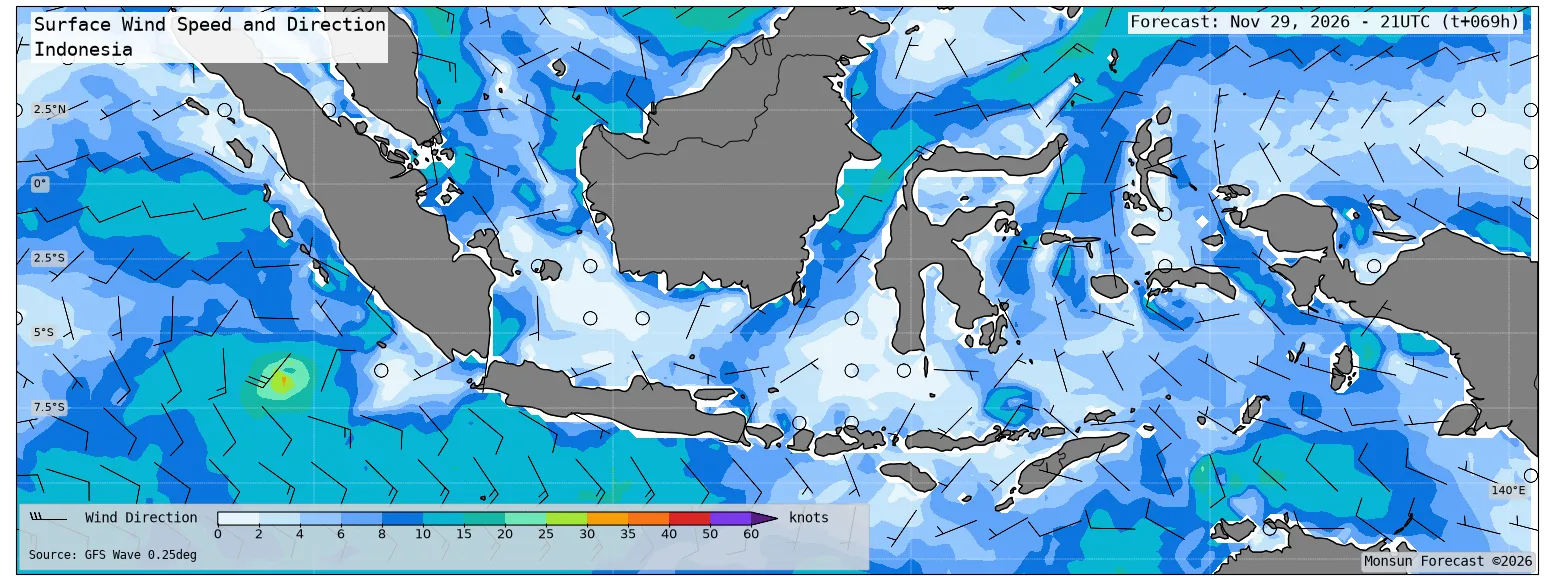 Surface Wind Speed and Direction
Indonesia
Forecast: Nov 29, 2026 - 21UTC (t+069h)
2.5°N
0°
2.5°S
5°S
7.5°S
140°E
Wind Direction
0 2 4 6 8 10 15 20 25 30 35 40 50 60
knots
Source: GFS Wave 0.25deg
Monsun Forecast ©2026